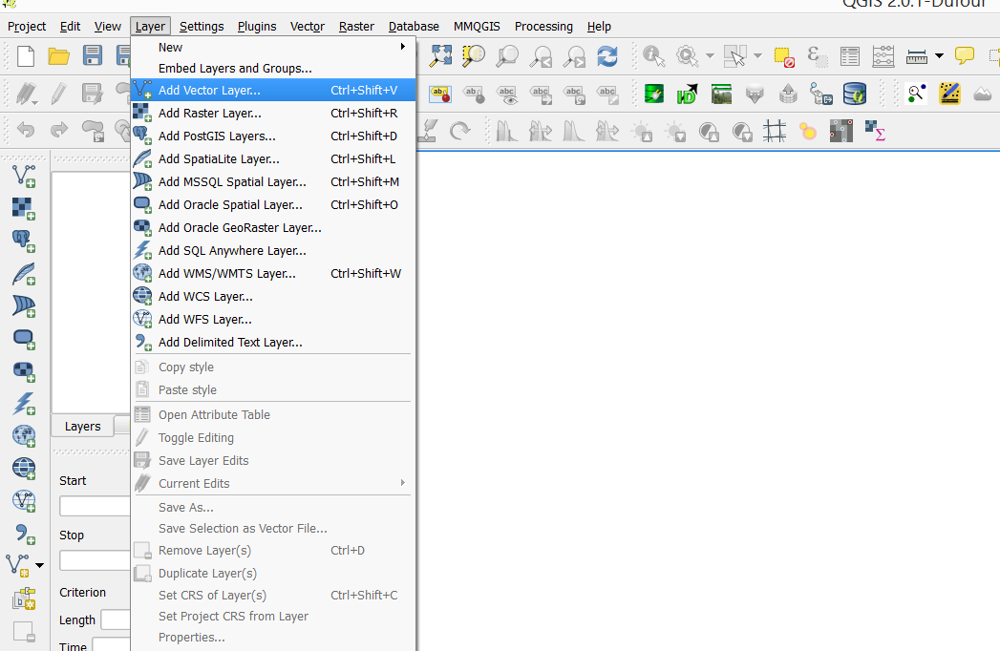 QGIS 2.0.1-Dufour
Project Edit View Layer Settings Plugins Vector Raster Database MMQGIS Processing Help
New
Embed Layers and Groups...
Add Vector Layer... Ctrl+Shift+V
Add Raster Layer... Ctrl+Shift+R
Add PostGIS Layers... Ctrl+Shift+D
Add SpatiaLite Layer... Ctrl+Shift+L
Add MSSQL Spatial Layer... Ctrl+Shift+M
Add Oracle Spatial Layer... Ctrl+Shift+O
Add Oracle GeoRaster Layer...
Add SQL Anywhere Layer...
Add WMS/WMTS Layer... Ctrl+Shift+W
Add WCS Layer...
Add WFS Layer...
Add Delimited Text Layer...
Copy style
Paste style
Open Attribute Table
Toggle Editing
Save Layer Edits
Current Edits
Save As...
Save Selection as Vector File...
Remove Layer(s) Ctrl+D
Duplicate Layer(s)
Set CRS of Layer(s) Ctrl+Shift+C
Set Project CRS from Layer
Properties...
Layers
Start
Stop
Criterion
Length
Time